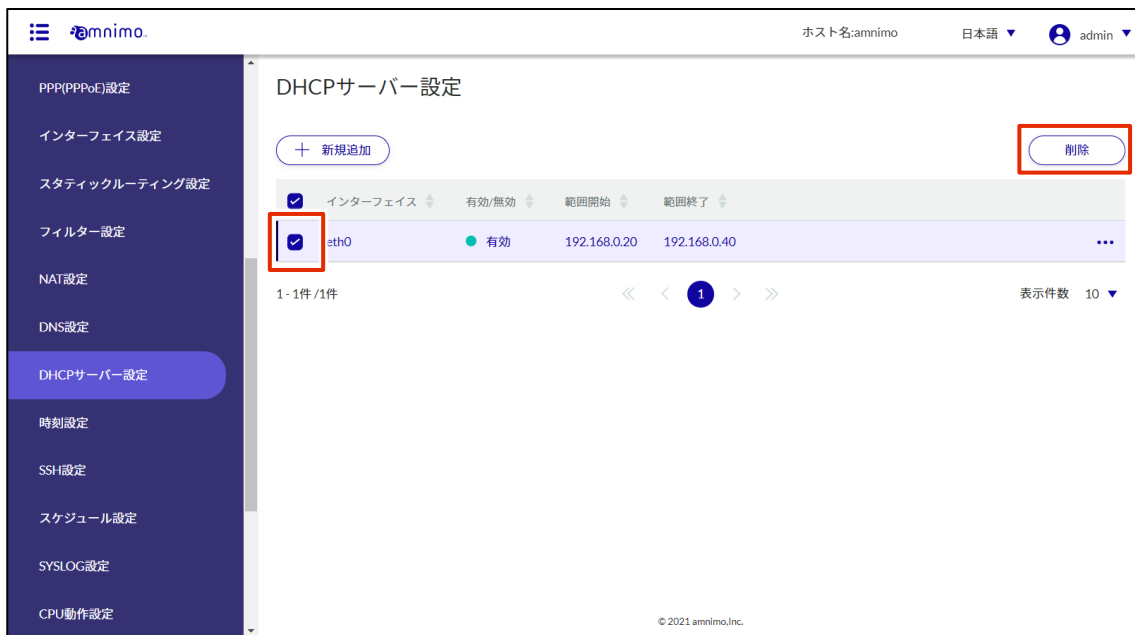 amnimo.
ホスト名:amnimo
日本語
admin
PPP(PPPoE)設定
インターフェイス設定
スタティックルーティング設定
フィルター設定
NAT設定
DNS設定
DHCPサーバー設定
時刻設定
SSH設定
スケジュール設定
SYSLOG設定
CPU動作設定
DHCPサーバー設定
新規追加
削除
インターフェイス 有効/無効 範囲開始 範囲終了
eth0 有効 192.168.0.20 192.168.0.40
1 - 1件 /1件
1
表示件数 10
© 2021 amnimo,Inc.